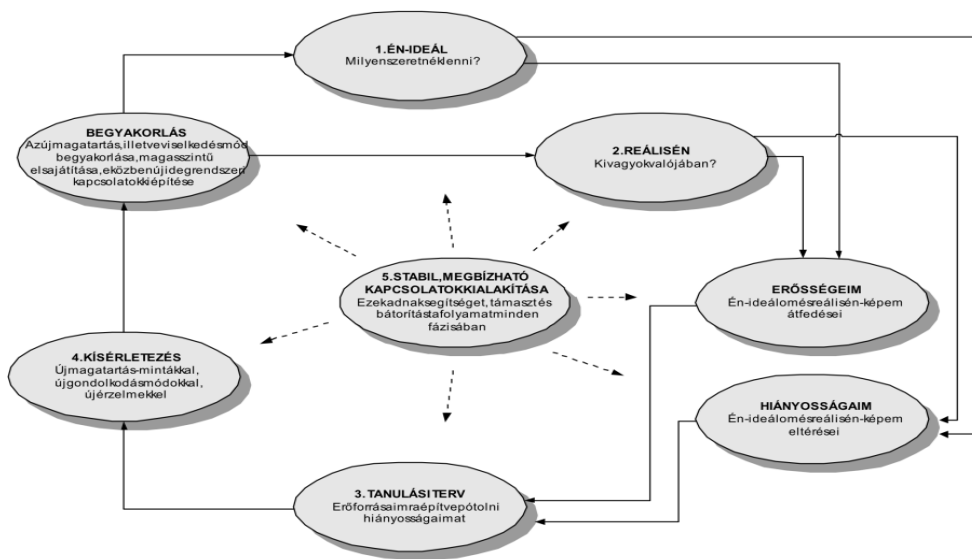 1.ÉN-IDEÁL
Milyenszeretnéklenni?
BEGYAKORLÁS
Azújmagatartás,illetveviselkedésmód
begyakorlása,magasszintű
elsajátítása,eközbenújidegrendszeri
kapcsolatokkiépítése
2.REÁLISÉN
Kivagyokvalójában?
5.STABIL,MEGBÍZHATÓ
KAPCSOLATOKKIALAKÍTÁSA
Ezekadnaksegítséget,támasztés
bátorítástafolyamatminden
fázisában
ERŐSSÉGEIM
Én-ideálomésreálisén-képem
átfedései
4.KÍSÉRLETEZÉS
Újmagatartás-mintákkal,
újgondolkodásmódokkal,
újérzelmekkel
HIÁNYOSSÁGAIM
Én-ideálomésreálisén-képem
eltérései
3.TANULÁSITERV
Erőforrásaimraépítvepótolni
hiányosságaimat